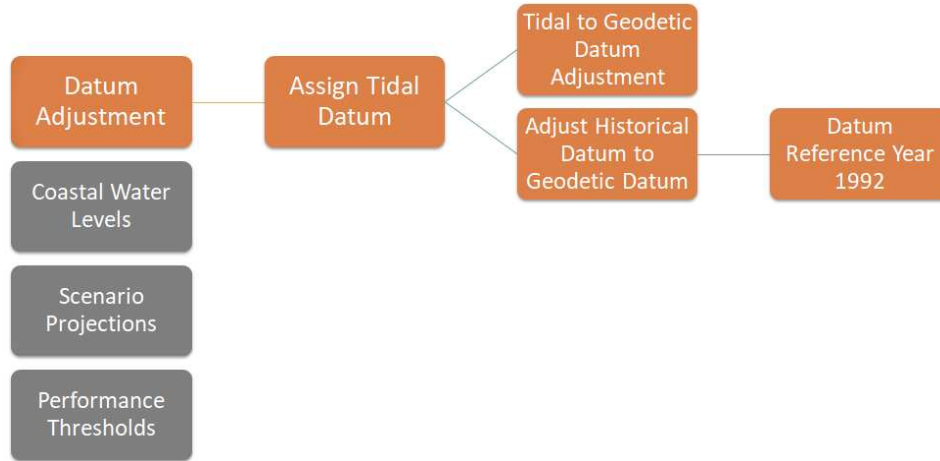 Datum
Adjustment
Assign Tidal
Datum
Tidal to Geodetic
Datum
Adjustment
Adjust Historical
Datum to
Geodetic Datum
Datum
Reference Year
1992
Coastal Water
Levels
Scenario
Projections
Performance
Thresholds